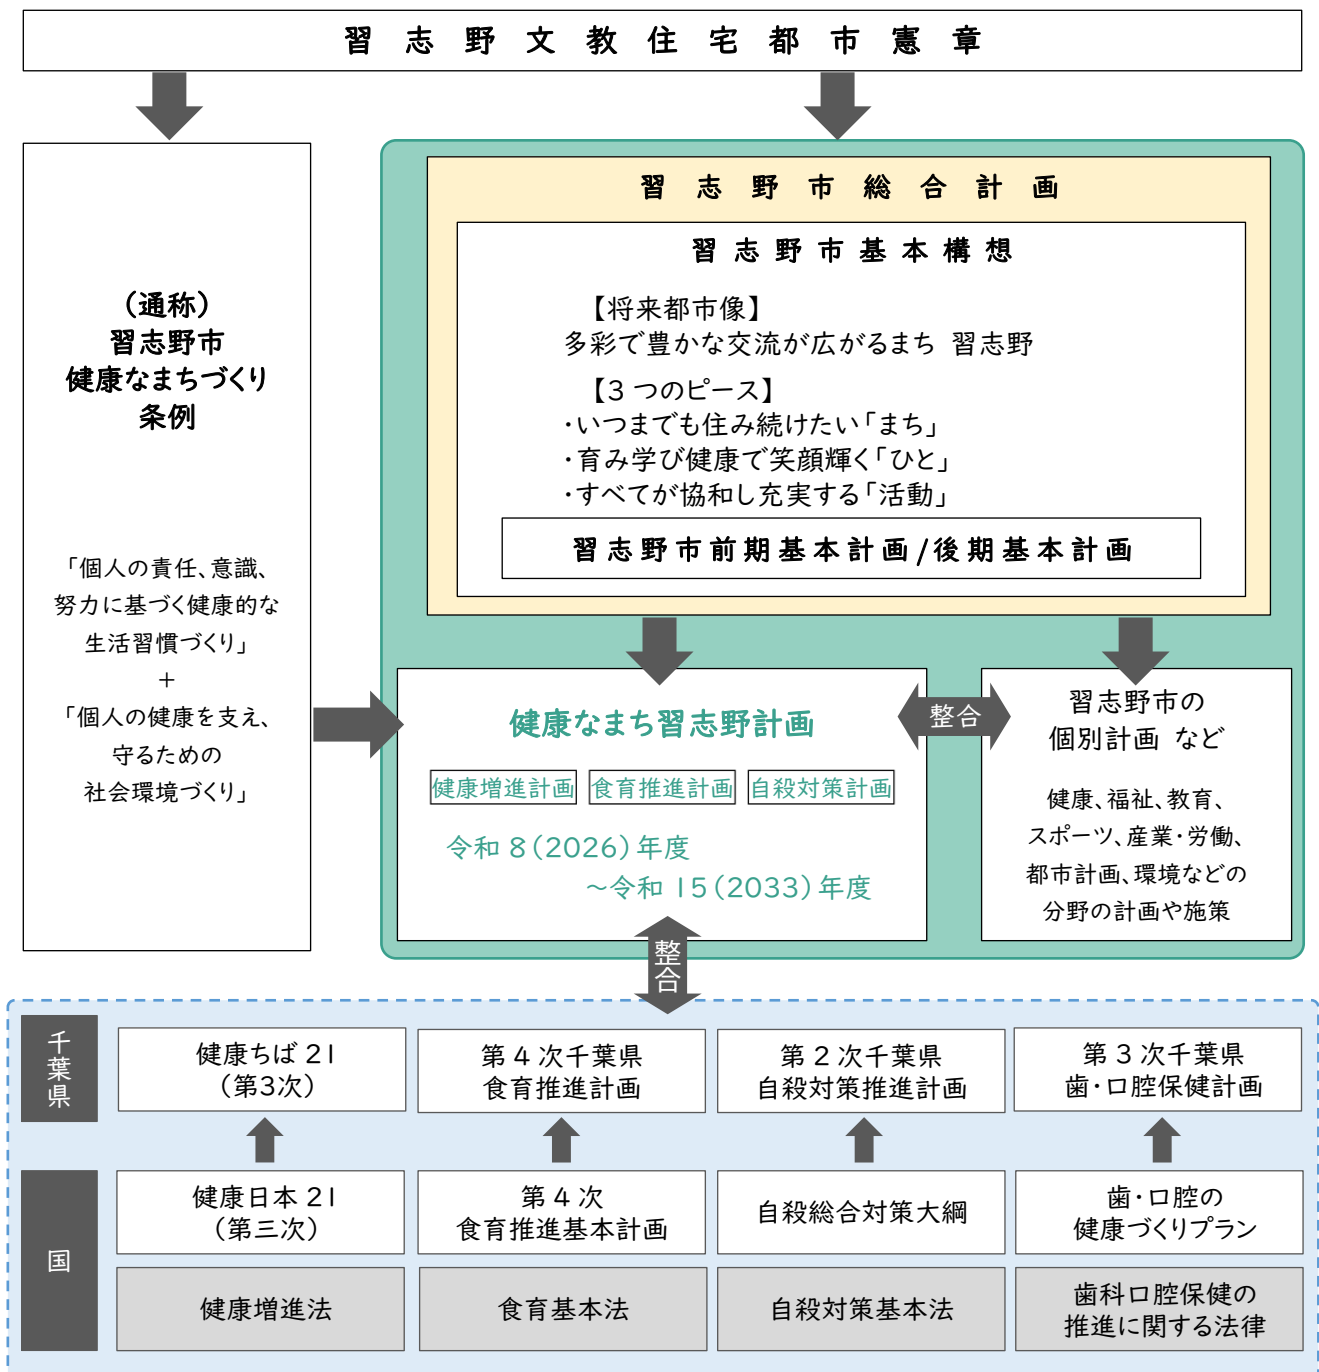 習志野文教住宅都市憲章
(通称)
習志野市
健康なまちづくり
条例
「個人の責任、意識、
努力に基づく健康的な
生活習慣づくり」
+
「個人の健康を支え、
守るための
社会環境づくり」
習志野市総合計画
習志野市基本構想
【将来都市像】
多彩で豊かな交流が広がるまち 習志野
【3つのピース】
・いつまでも住み続けたい「まち」
・育み学び健康で笑顔輝く「ひと」
・すべてが協和し充実する「活動」
習志野市前期基本計画/後期基本計画
健康なまち習志野計画
健康増進計画 食育推進計画 自殺対策計画
令和8(2026)年度
～令和15(2033)年度
整合
習志野市の
個別計画 など
健康、福祉、教育、
スポーツ、産業・労働、
都市計画、環境などの
分野の計画や施策
整合
千葉県
健康ちば21
(第3次)
第4次千葉県
食育推進計画
第2次千葉県
自殺対策推進計画
第3次千葉県
歯・口腔保健計画
国
健康日本21
(第三次)
第4次
食育推進基本計画
自殺総合対策大綱
歯・口腔の
健康づくりプラン
健康増進法
食育基本法
自殺対策基本法
歯科口腔保健の
推進に関する法律